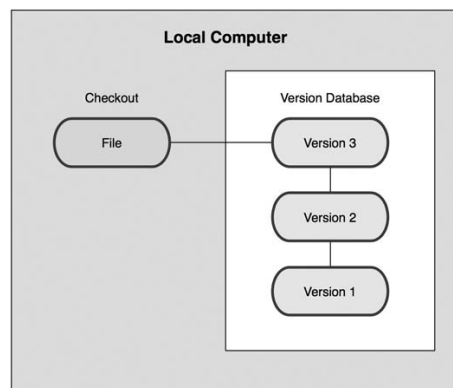 Local Computer
Checkout
Version Database
File
Version 3
Version 2
Version 1